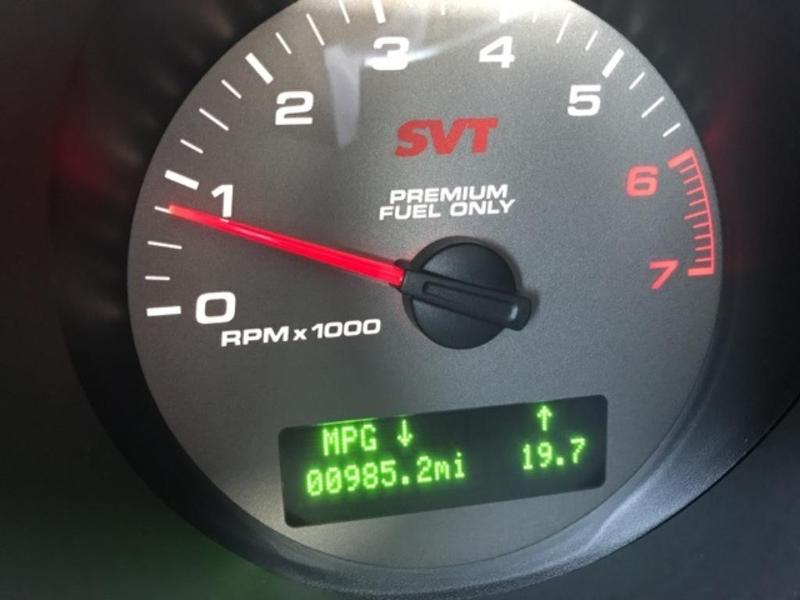 0
1
2
3
4
5
6
7
SVT
PREMIUM
FUEL ONLY
RPM x 1000
MPG ↓ ↑
00985.2mi 19.7